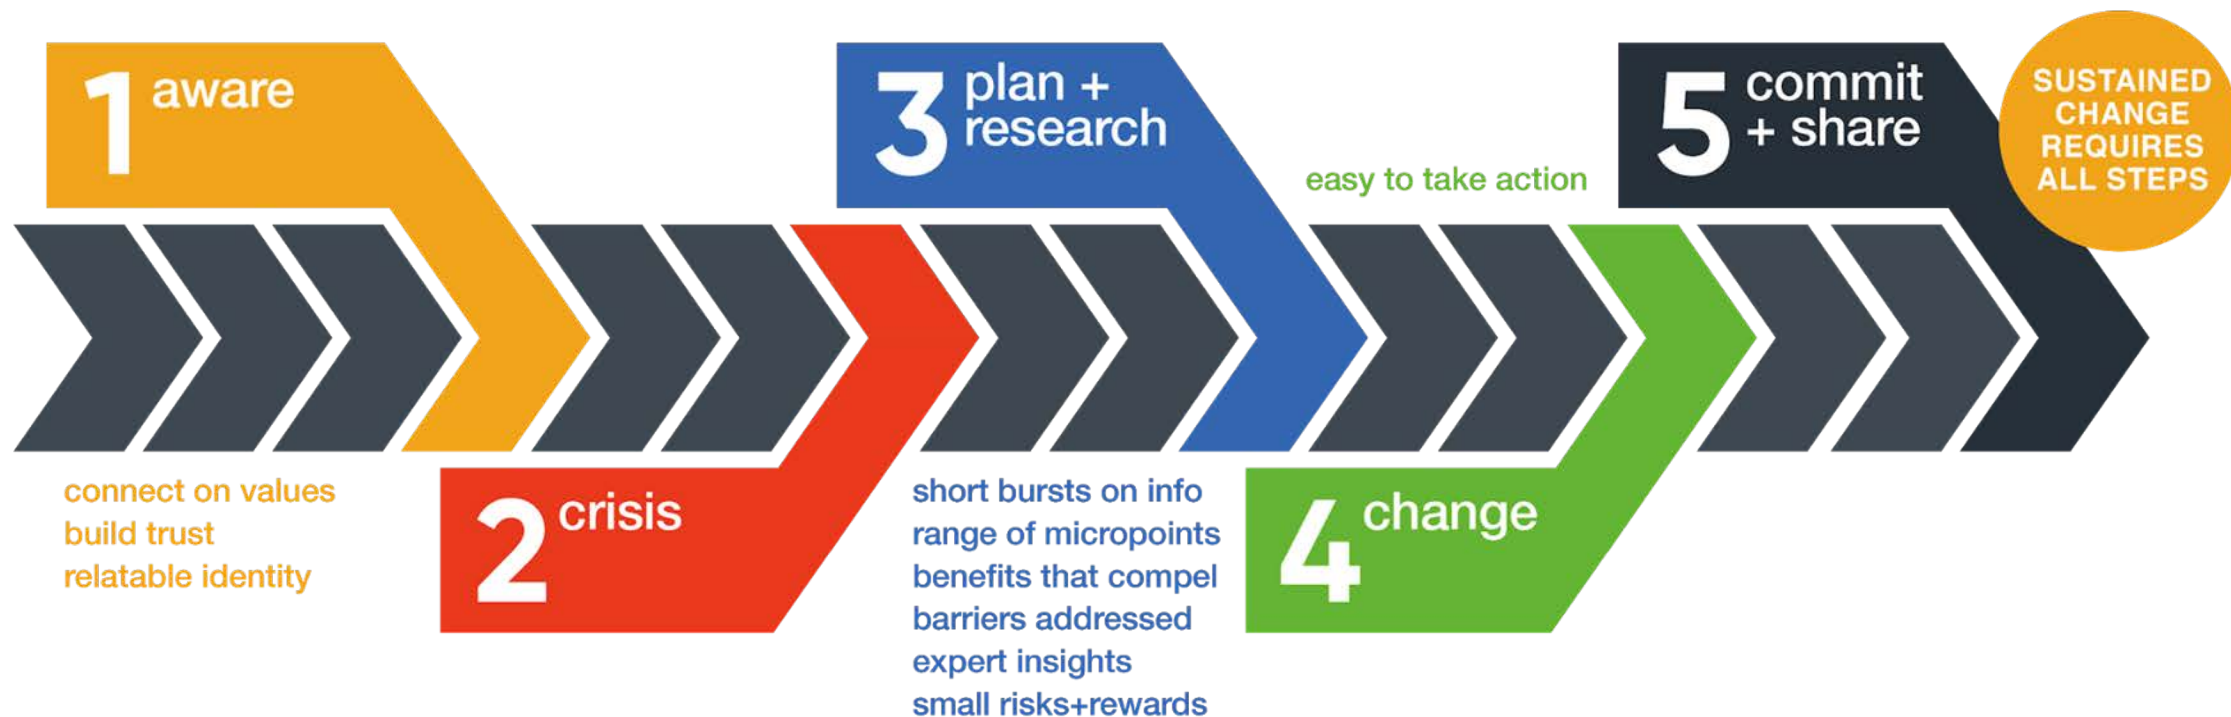 1 aware
connect on values
build trust
relatable identity
2 crisis
3 plan +
research
short bursts on info
range of micropoints
benefits that compel
barriers addressed
expert insights
small risks+rewards
4 change
easy to take action
5 commit
+ share
SUSTAINED
CHANGE
REQUIRES
ALL STEPS